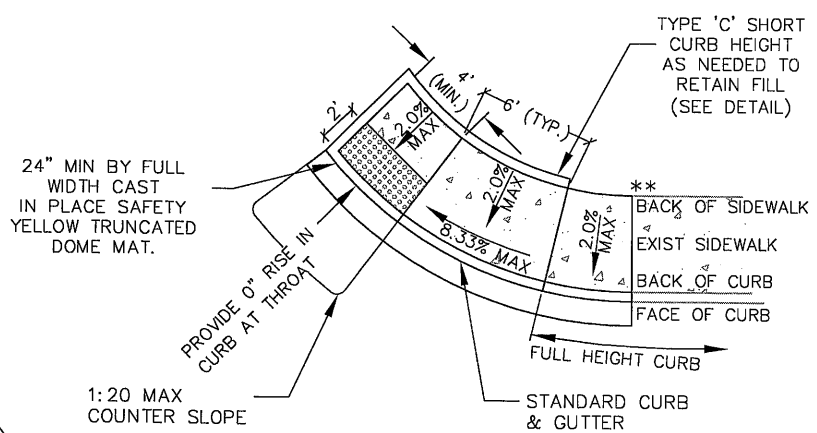 TYPE 'C' SHORT
CURB HEIGHT
AS NEEDED TO
RETAIN FILL
(SEE DETAIL)
4'
(MIN.)
6' (TYP.)
2'
2.0%
MAX
24" MIN BY FULL
WIDTH CAST
IN PLACE SAFETY
YELLOW TRUNCATED
DOME MAT.
2.0%
MAX
8.33% MAX
2.0%
MAX
**
BACK OF SIDEWALK
EXIST SIDEWALK
BACK OF CURB
FACE OF CURB
PROVIDE 0" RISE IN
CURB AT THROAT
FULL HEIGHT CURB
1:20 MAX
COUNTER SLOPE
STANDARD CURB
& GUTTER